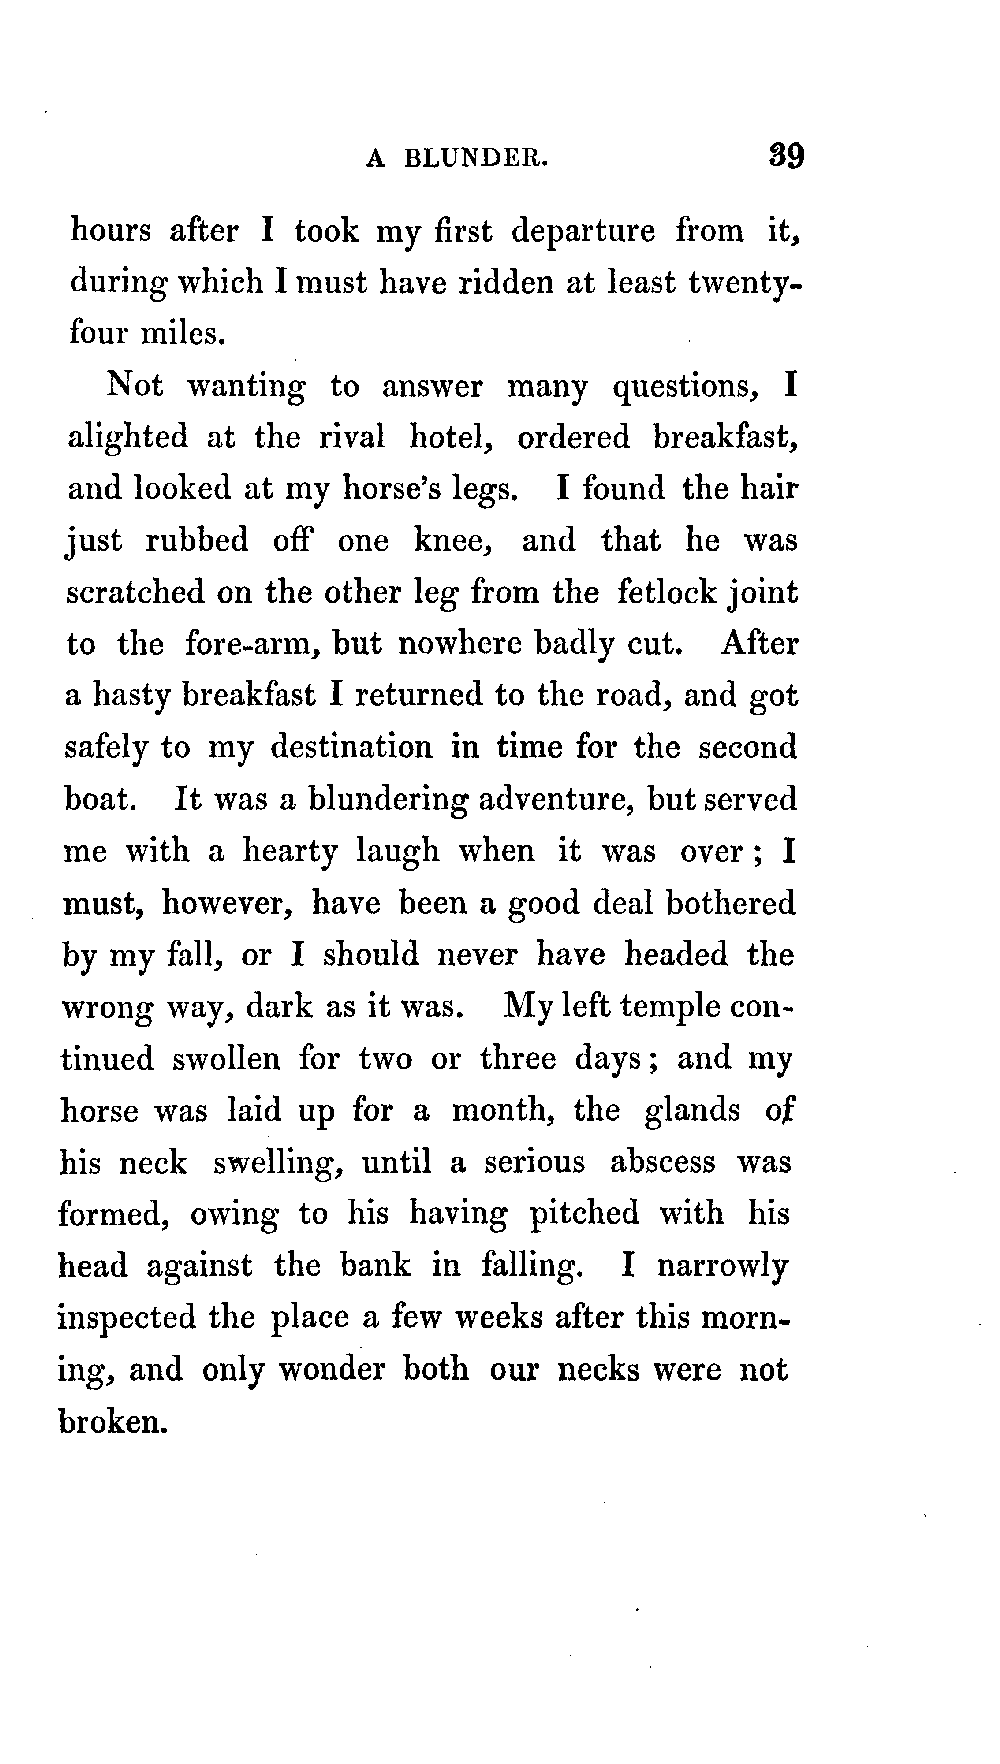 A BLUNDER. 39
hours after I took my first departure from it,
during which I must have ridden at least twenty-
four miles.
Not wanting to answer many questions, I
alighted at the rival hotel, ordered breakfast,
and looked at my horse's legs. I found the hair
just rubbed off one knee, and that he was
scratched on the other leg from the fetlock joint
to the fore-arm, but nowhere badly cut. After
a hasty breakfast I returned to the road, and got
safely to my destination in time for the second
boat. It was a blundering adventure, but served
me with a hearty laugh when it was over; I
must, however, have been a good deal bothered
by my fall, or I should never have headed the
wrong way, dark as it was. My left temple con-
tinued swollen for two or three days; and my
horse was laid up for a month, the glands of
his neck swelling, until a serious abscess was
formed, owing to his having pitched with his
head against the bank in falling. I narrowly
inspected the place a few weeks after this morn-
ing, and only wonder both our necks were not
broken.